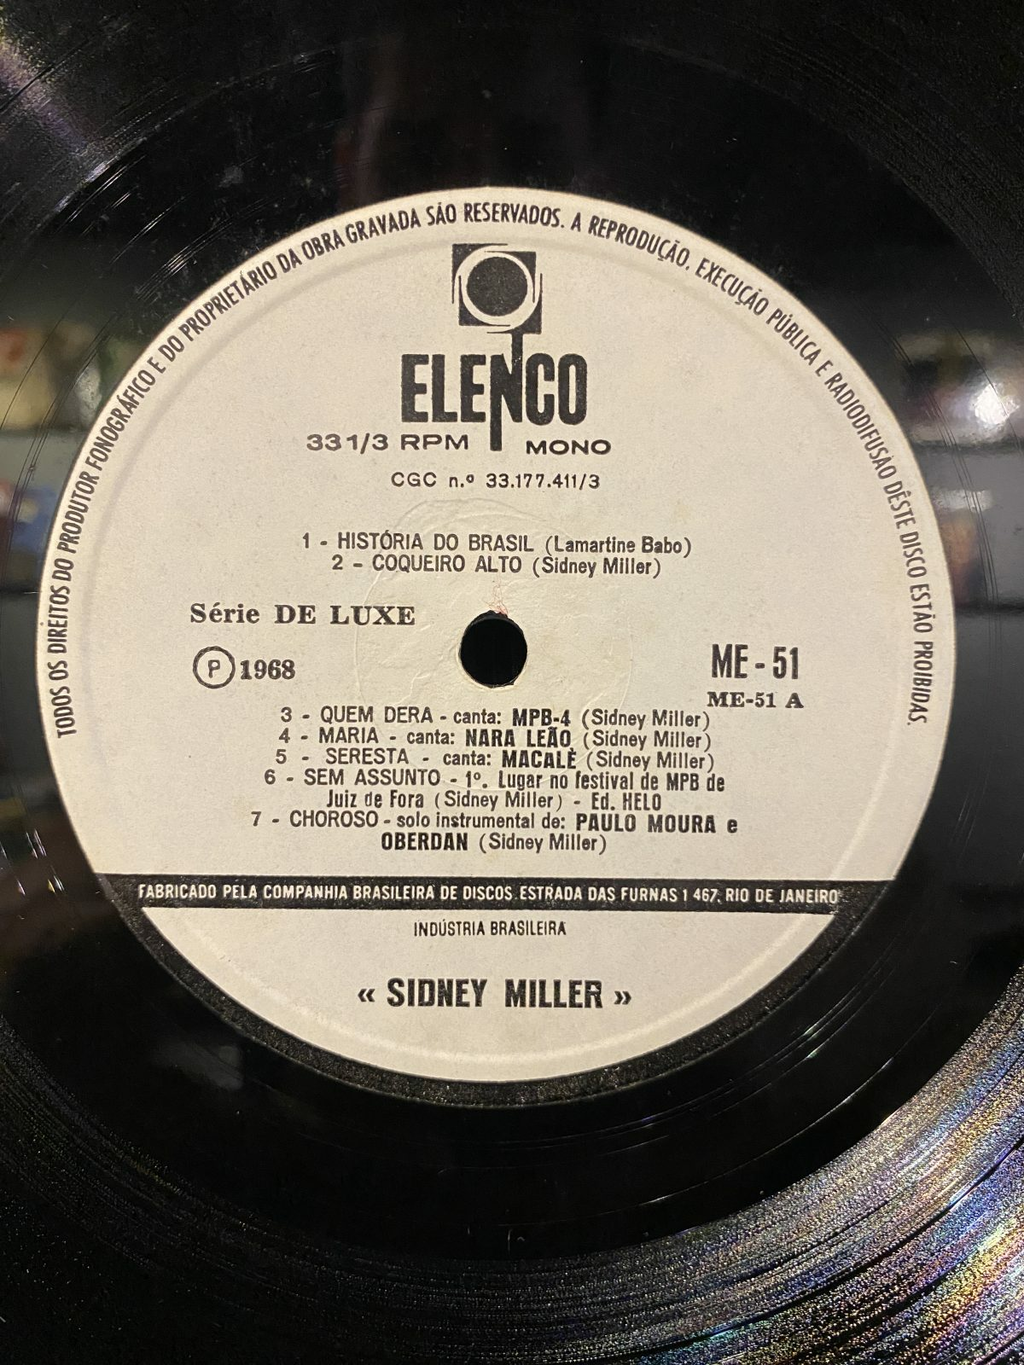 TODOS OS DIREITOS DO PRODUTOR FONOGRÁFICO E DO PROPRIETÁRIO DA OBRA GRAVADA SÃO RESERVADOS. A REPRODUÇÃO. EXECUÇÃO PÚBLICA E RADIODIFUSÃO DÊSTE DISCO ESTÃO PROIBIDAS.
ELENCO
33 1/3 RPM MONO
CGC n.º 33.177.411/3
1 - HISTÓRIA DO BRASIL (Lamartine Babo)
2 - COQUEIRO ALTO (Sidney Miller)
Série DE LUXE
Ⓟ 1968
ME - 51
ME-51 A
3 - QUEM DERA - canta: MPB-4 (Sidney Miller)
4 - MARIA - canta: NARA LEÃO (Sidney Miller)
5 - SERESTA - canta: MACALÈ (Sidney Miller)
6 - SEM ASSUNTO - 1º. Lugar no festival de MPB de
Juiz de Fora (Sidney Miller) - Ed. HELO
7 - CHOROSO - solo instrumental de: PAULO MOURA e
OBERDAN (Sidney Miller)
FABRICADO PELA COMPANHIA BRASILEIRA DE DISCOS. ESTRADA DAS FURNAS 1 467. RIO DE JANEIRO
INDÚSTRIA BRASILEIRA
« SIDNEY MILLER »